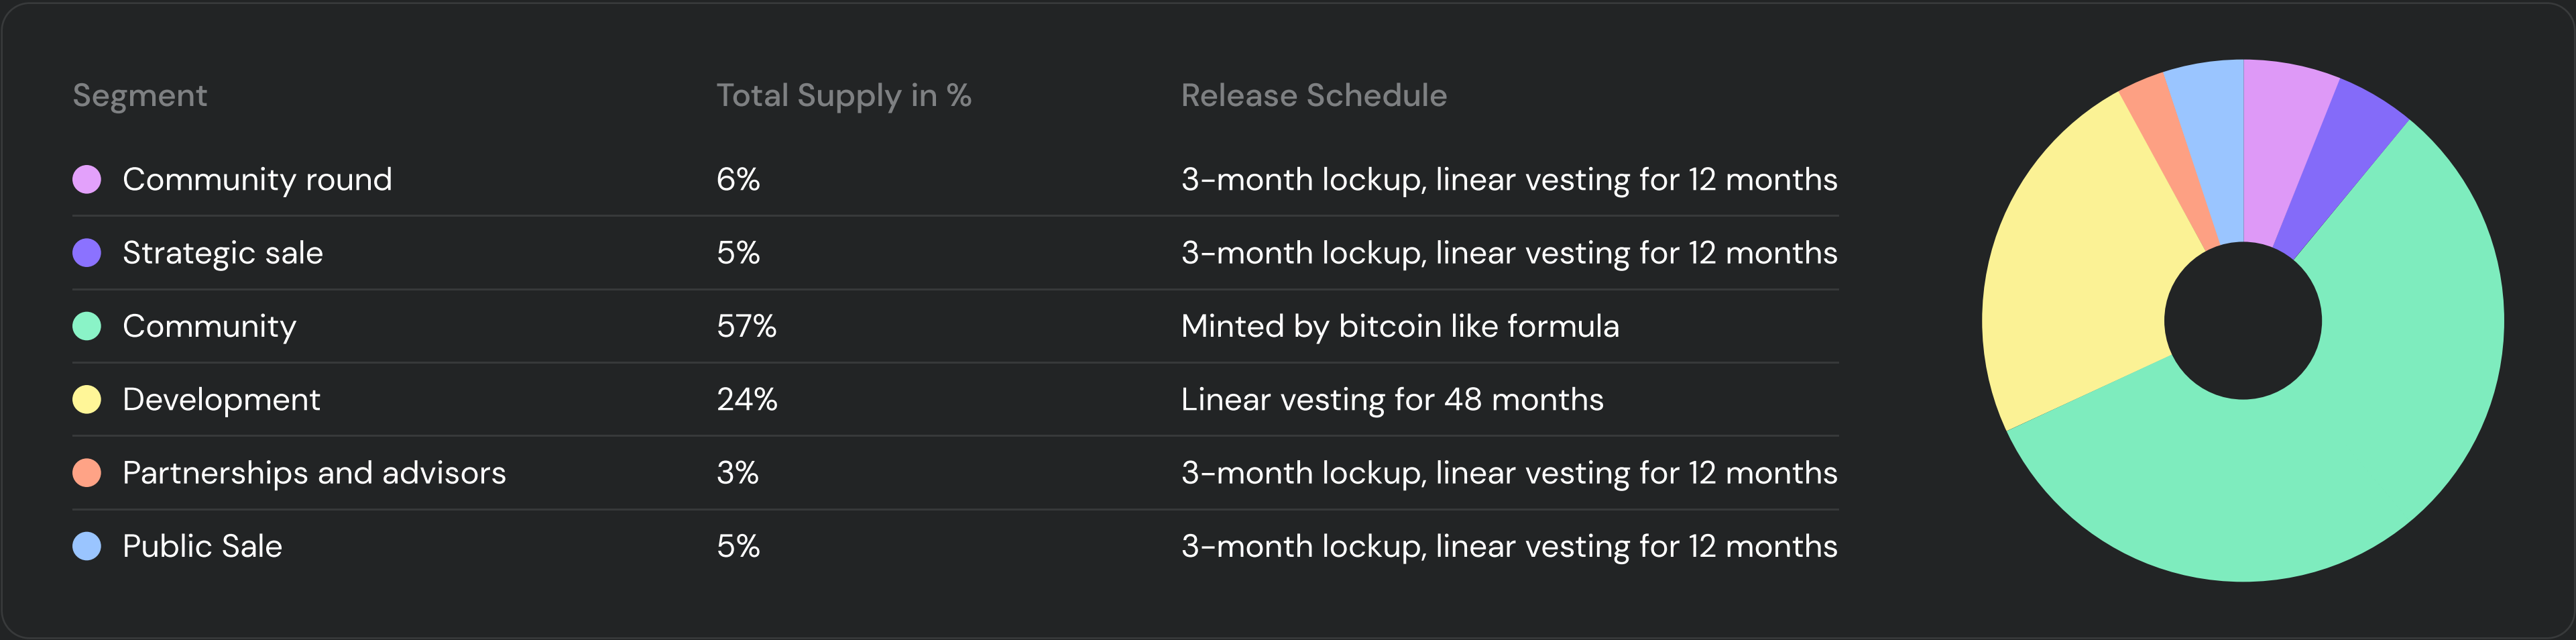 Segment Total Supply in % Release Schedule
Community round 6% 3-month lockup, linear vesting for 12 months
Strategic sale 5% 3-month lockup, linear vesting for 12 months
Community 57% Minted by bitcoin like formula
Development 24% Linear vesting for 48 months
Partnerships and advisors 3% 3-month lockup, linear vesting for 12 months
Public Sale 5% 3-month lockup, linear vesting for 12 months